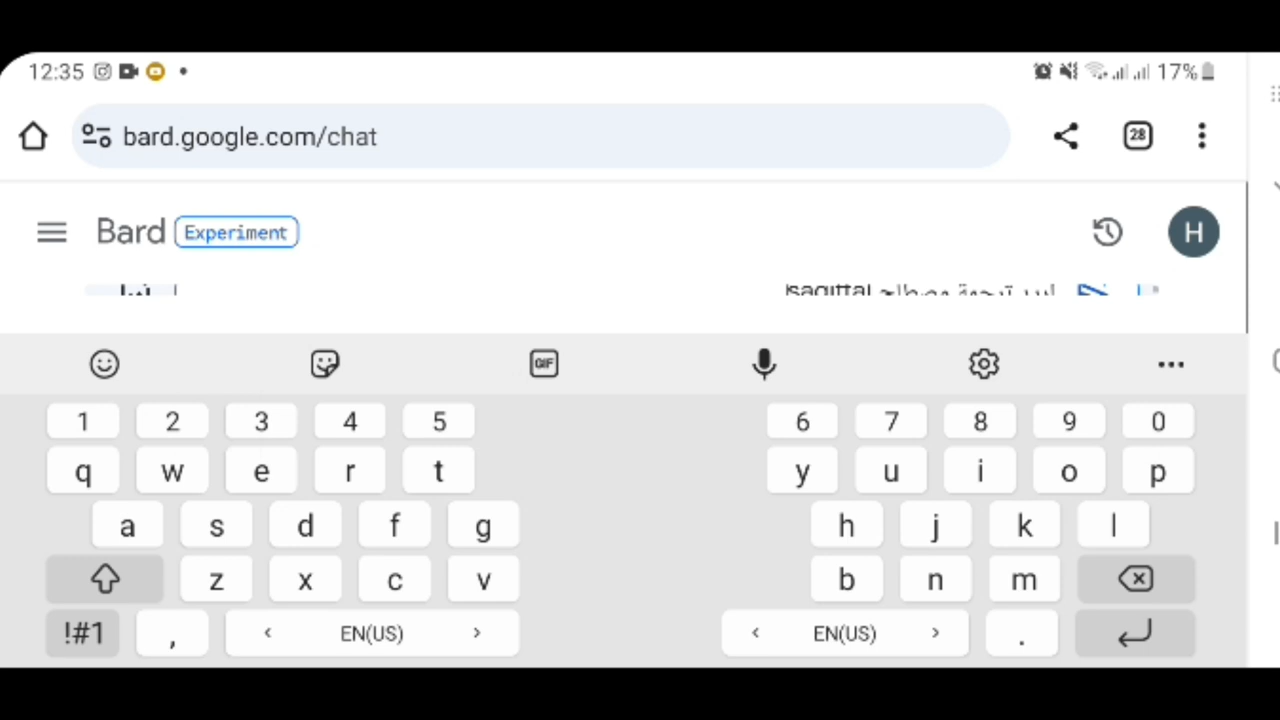 12:35 17%
bard.google.com/chat 28
Bard Experiment H
sagittal
GIF
1 2 3 4 5 6 7 8 9 0
q w e r t y u i o p
a s d f g h j k l
z x c v b n m
!#1 , < EN(US) > < EN(US) > .